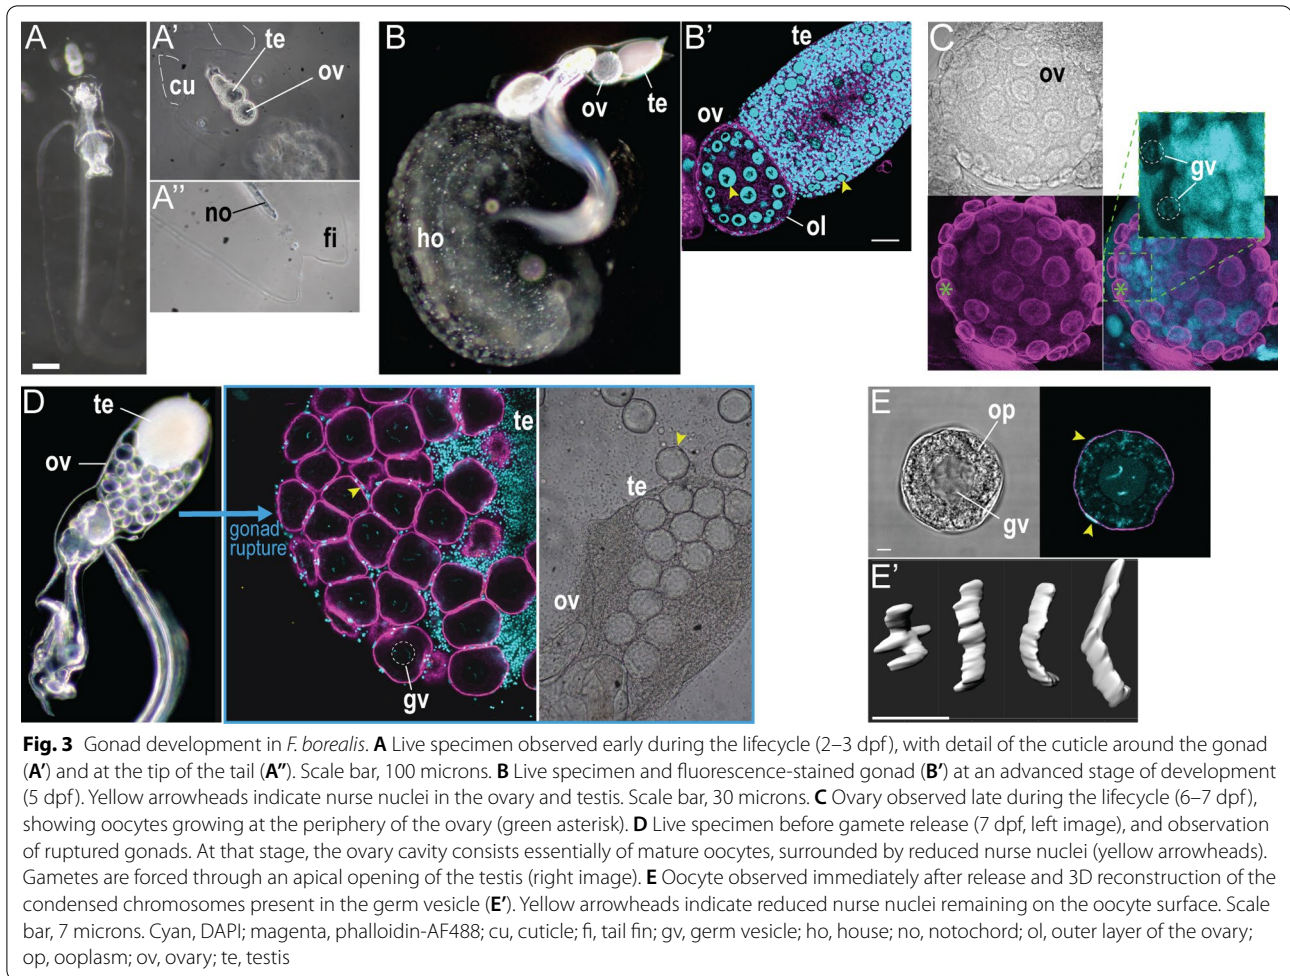 A
A'
te
ov
cu
A''
no
fi
B
ho
ov
te
B'
te
ov
ol
C
ov
gv
*
*
D
te
ov
gonad
rupture
te
gv
te
ov
E
op
gv
E'
Fig. 3 Gonad development in F. borealis. A Live specimen observed early during the lifecycle (2–3 dpf), with detail of the cuticle around the gonad
(A') and at the tip of the tail (A''). Scale bar, 100 microns. B Live specimen and fluorescence-stained gonad (B') at an advanced stage of development
(5 dpf). Yellow arrowheads indicate nurse nuclei in the ovary and testis. Scale bar, 30 microns. C Ovary observed late during the lifecycle (6–7 dpf),
showing oocytes growing at the periphery of the ovary (green asterisk). D Live specimen before gamete release (7 dpf, left image), and observation
of ruptured gonads. At that stage, the ovary cavity consists essentially of mature oocytes, surrounded by reduced nurse nuclei (yellow arrowheads).
Gametes are forced through an apical opening of the testis (right image). E Oocyte observed immediately after release and 3D reconstruction of the
condensed chromosomes present in the germ vesicle (E'). Yellow arrowheads indicate reduced nurse nuclei remaining on the oocyte surface. Scale
bar, 7 microns. Cyan, DAPI; magenta, phalloidin-AF488; cu, cuticle; fi, tail fin; gv, germ vesicle; ho, house; no, notochord; ol, outer layer of the ovary;
op, ooplasm; ov, ovary; te, testis